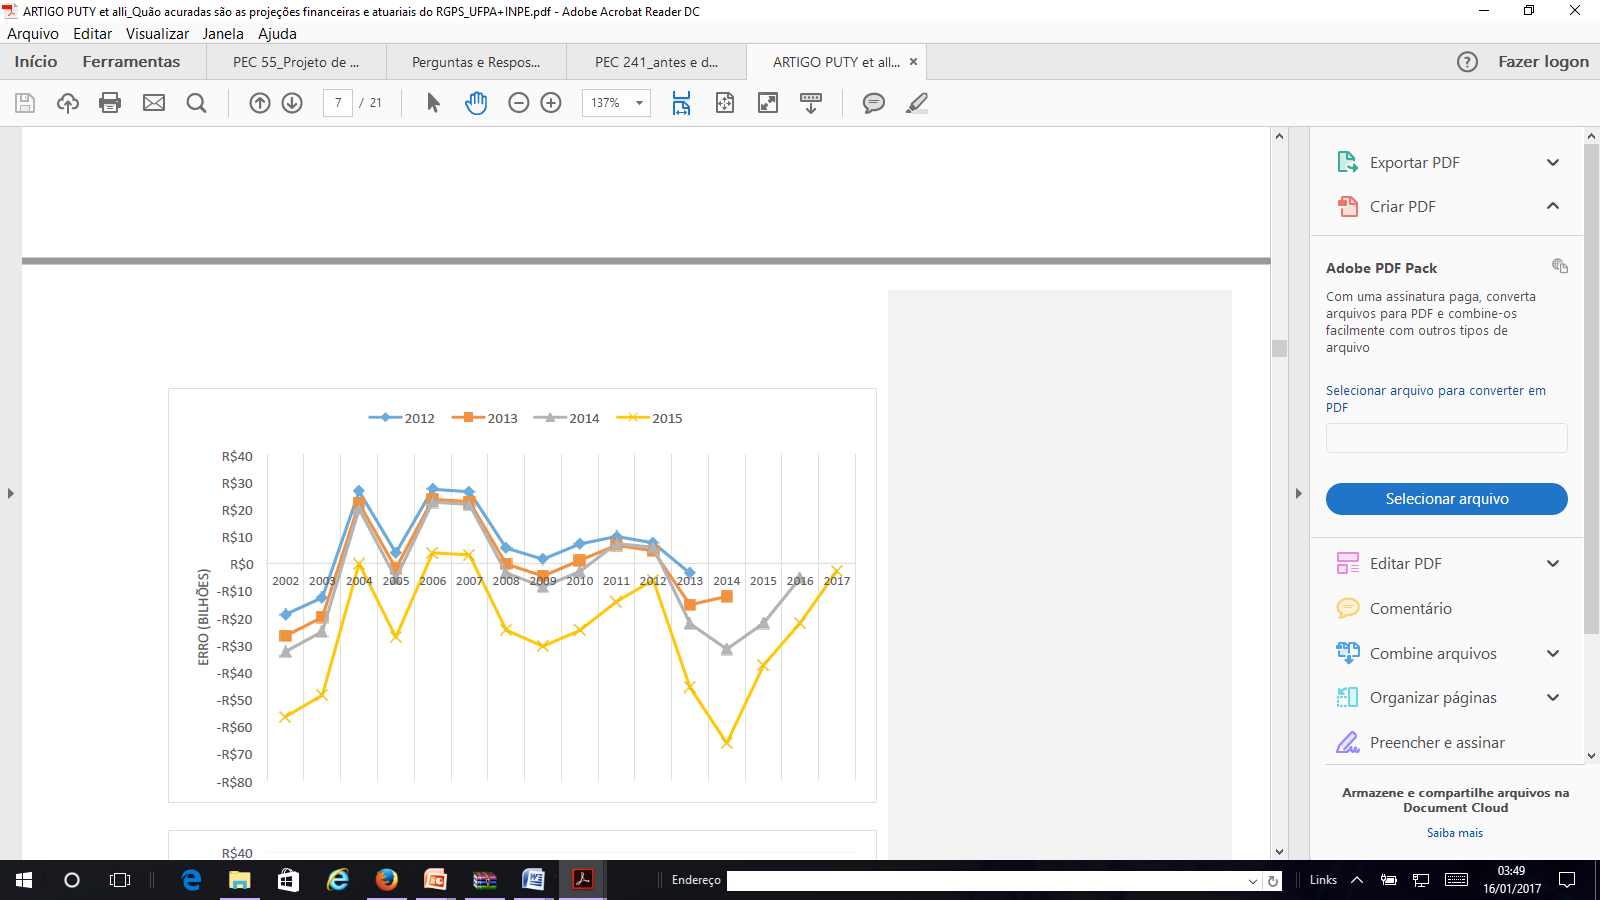 ARTIGO PUTY et alli_Quão acuradas são as projeções financeiras e atuariais do RGPS_UFPA+INPE.pdf - Adobe Acrobat Reader DC
Arquivo Editar Visualizar Janela Ajuda
Início Ferramentas PEC 55_Projeto de ... Perguntas e Respos... PEC 241_antes e d... ARTIGO PUTY et all... × ? Fazer logon
7 / 21 137%
Exportar PDF
Criar PDF
Adobe PDF Pack
Com uma assinatura paga, converta
arquivos para PDF e combine-os
facilmente com outros tipos de
arquivo
Selecionar arquivo para converter em
PDF
Selecionar arquivo
Editar PDF
Comentário
Combine arquivos
Organizar páginas
Preencher e assinar
Armazene e compartilhe arquivos na
Document Cloud
Saiba mais
2012 2013 2014 2015
R$40
R$30
R$20
R$10
R$0
-R$10
-R$20
-R$30
-R$40
-R$50
-R$60
-R$70
-R$80
ERRO (BILHÕES)
2002 2003 2004 2005 2006 2007 2008 2009 2010 2011 2012 2013 2014 2015 2016 2017
R$40
Endereço Links 03:49
16/01/2017